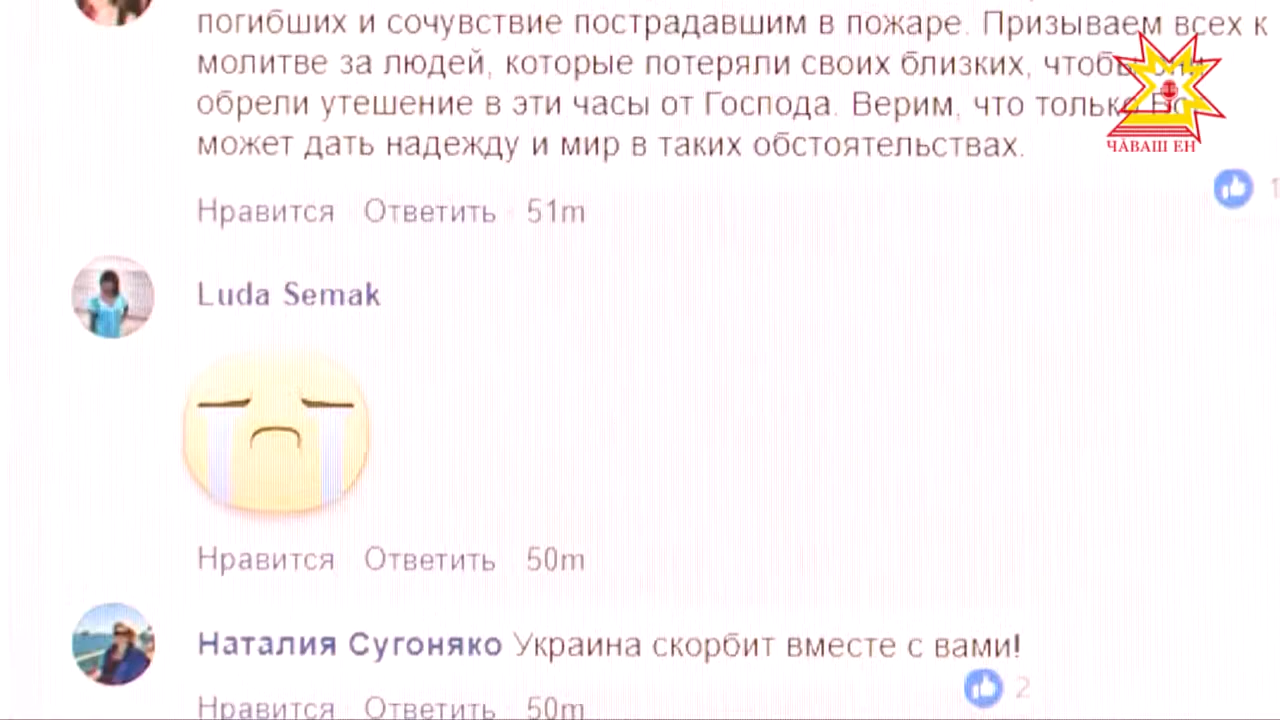 погибших и сочувствие пострадавшим в пожаре. Призываем всех к
молитве за людей, которые потеряли своих близких, чтобы
обрели утешение в эти часы от Господа. Верим, что только
может дать надежду и мир в таких обстоятельствах.
ЧӐВАШ ЕН
1
Нравится Ответить 51m
Luda Semak
Нравится Ответить 50m
Наталия Сугоняко Украина скорбит вместе с вами!
2
Нравится Ответить 50m